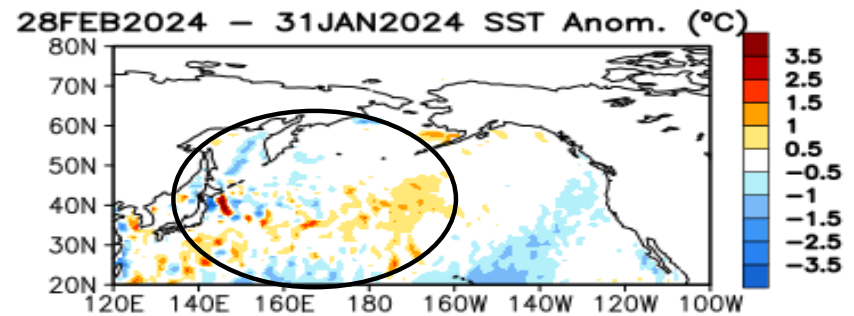 28FEB2024 – 31JAN2024 SST Anom. (°C)
80N
70N
60N
50N
40N
30N
20N
120E 140E 160E 180 160W 140W 120W 100W
3.5
2.5
1.5
1
0.5
-0.5
-1
-1.5
-2.5
-3.5